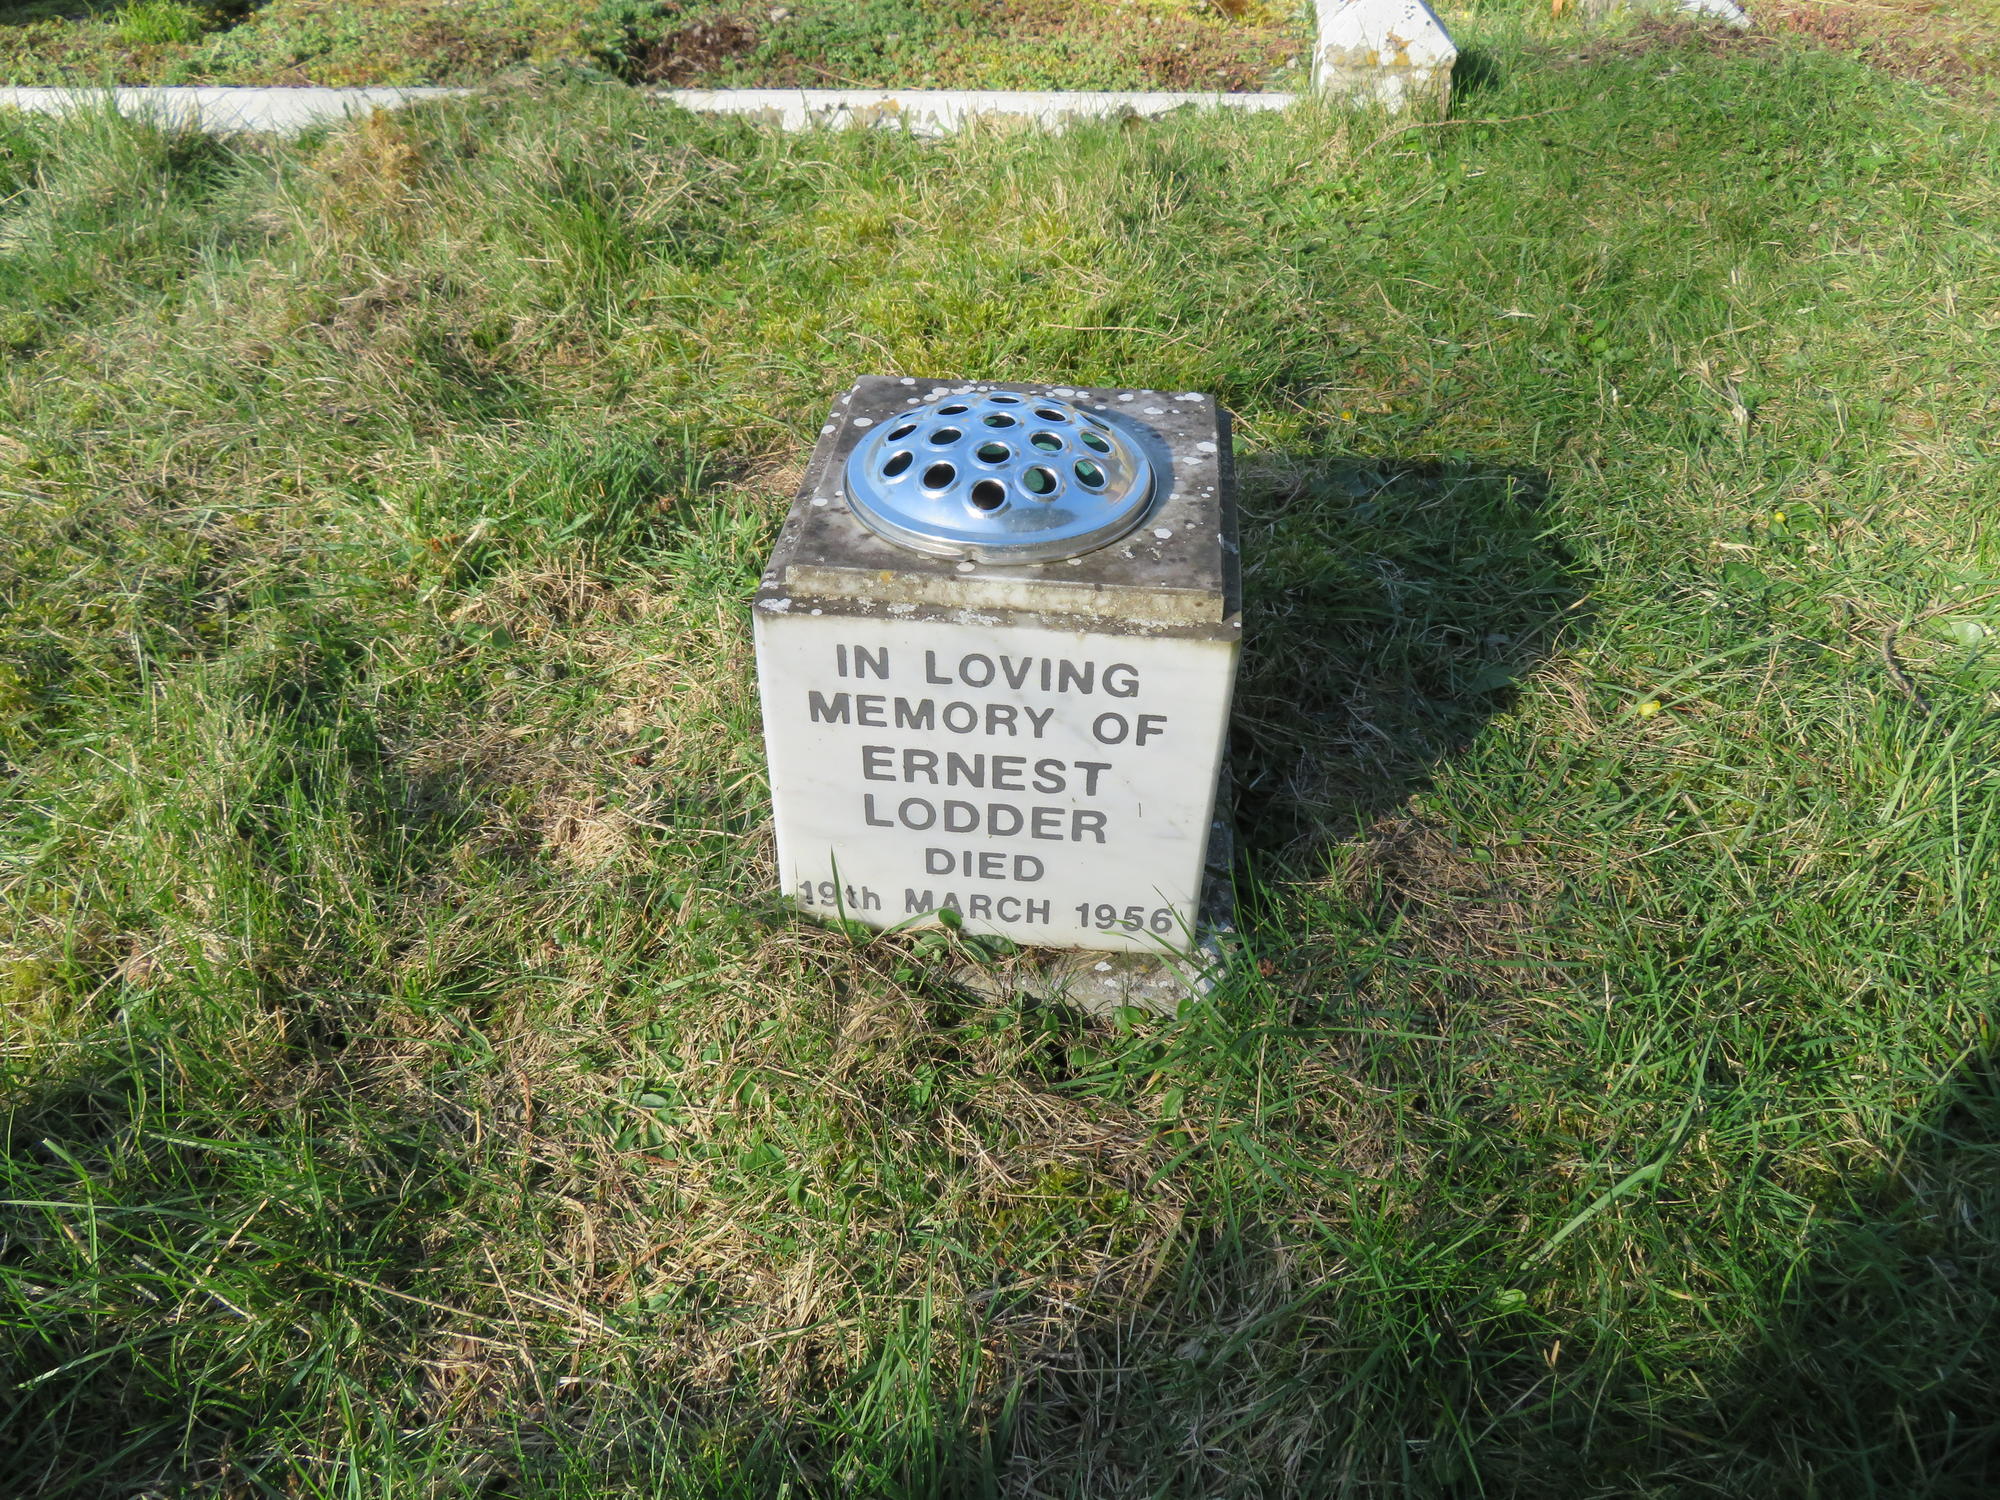 IN LOVING
MEMORY OF
ERNEST
LODDER
DIED
19th MARCH 1956